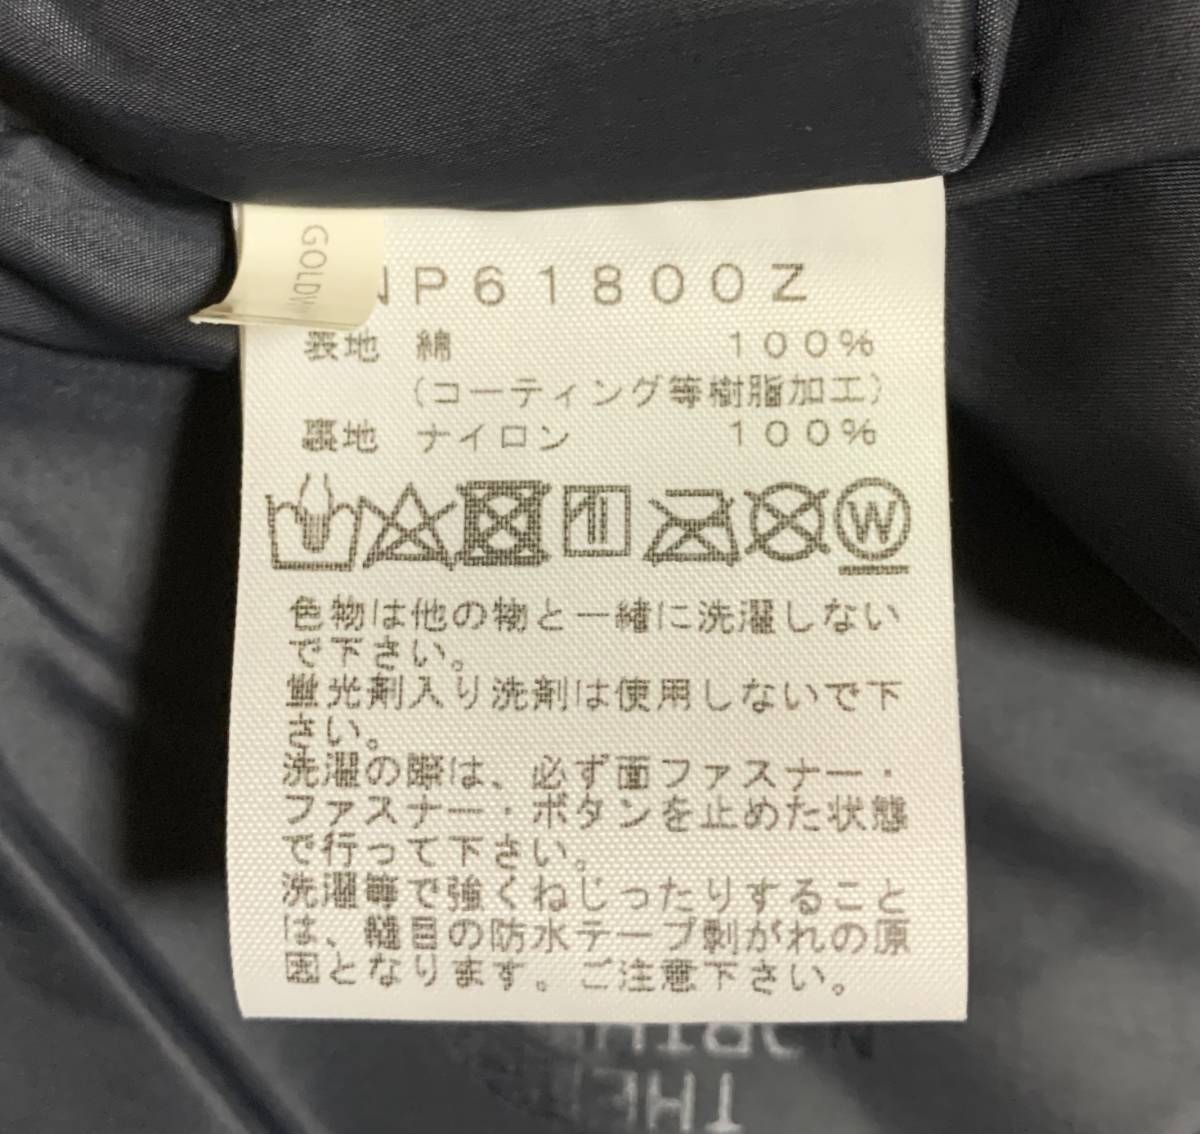 GOLDW
NP61800Z
表地 綿 100%
(コーティング等樹脂加工)
裏地 ナイロン 100%
W
色物は他の物と一緒に洗濯しない
で下さい。
蛍光剤入り洗剤は使用しないで下
さい。
洗濯の際は、必ず面ファスナー・
ファスナー・ボタンを止めた状態
で行って下さい。
洗濯等で強くねじったりすること
は、縫目の防水テープ剥がれの原
因となります。ご注意下さい。
THE